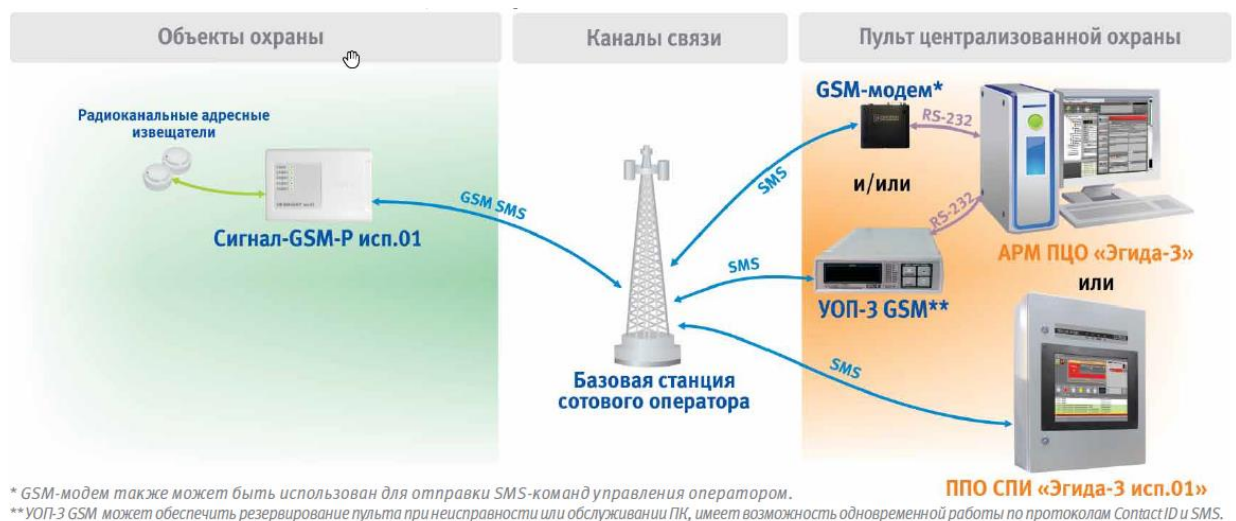 Объекты охраны
Каналы связи
Пульт централизованной охраны
Радиоканальные адресные
извещатели
Сигнал-GSM-Р исп.01
GSM SMS
Базовая станция
сотового оператора
SMS
SMS
SMS
GSM-модем*
RS-232
и/или
RS-232
УОП-3 GSM**
АРМ ПЦО «Эгида-3»
или
ППО СПИ «Эгида-3 исп.01»
* GSM-модем также может быть использован для отправки SMS-команд управления оператором.
** УОП-3 GSM может обеспечить резервирование пульта при неисправности или обслуживании ПК, имеет возможность одновременной работы по протоколам Contact ID и SMS.